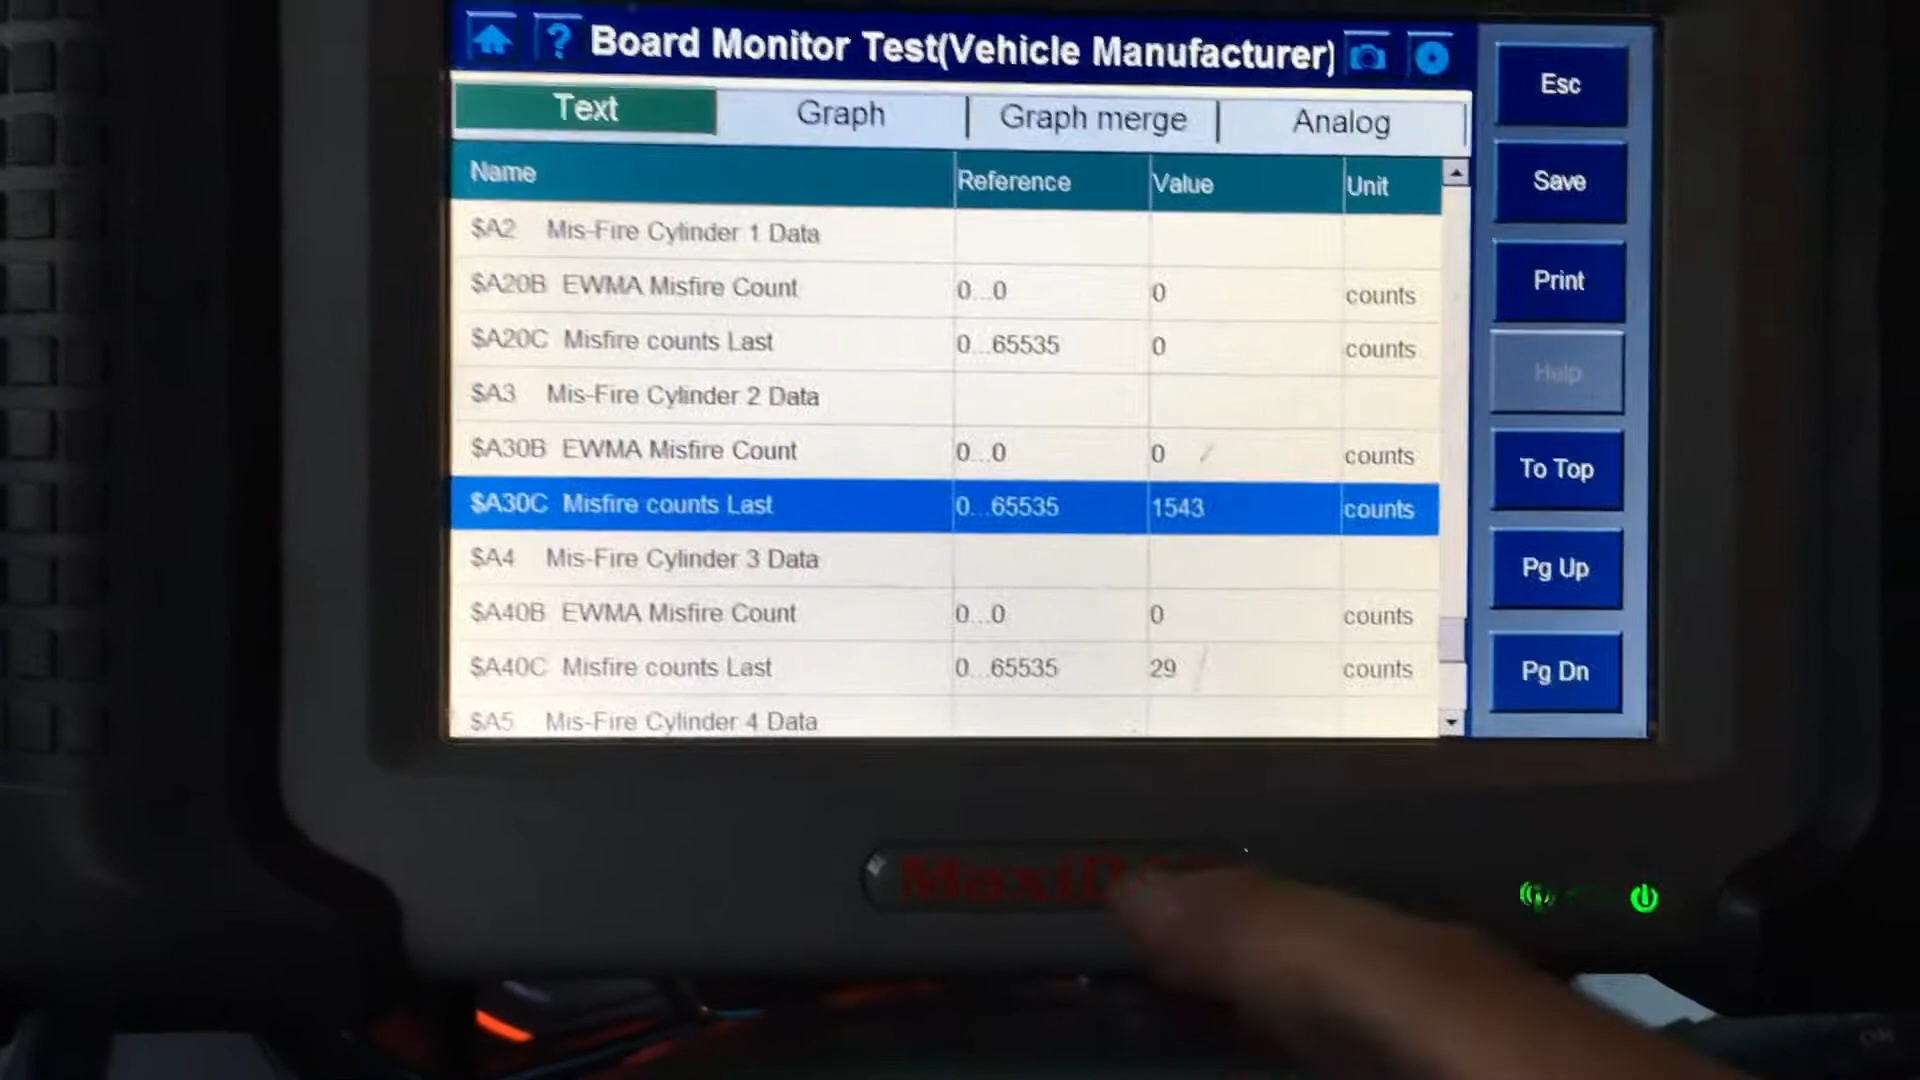 Board Monitor Test(Vehicle Manufacturer)
Text Graph Graph merge Analog
Name Reference Value Unit
$A2 Mis-Fire Cylinder 1 Data
$A20B EWMA Misfire Count 0...0 0 counts
$A20C Misfire counts Last 0...65535 0 counts
$A3 Mis-Fire Cylinder 2 Data
$A30B EWMA Misfire Count 0...0 0 counts
$A30C Misfire counts Last 0...65535 1543 counts
$A4 Mis-Fire Cylinder 3 Data
$A40B EWMA Misfire Count 0...0 0 counts
$A40C Misfire counts Last 0...65535 29 counts
$A5 Mis-Fire Cylinder 4 Data
Esc
Save
Print
Help
To Top
Pg Up
Pg Dn